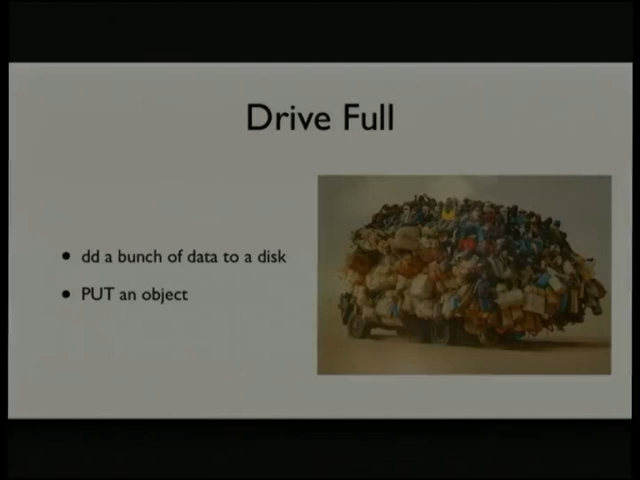 Drive Full
• dd a bunch of data to a disk
• PUT an object